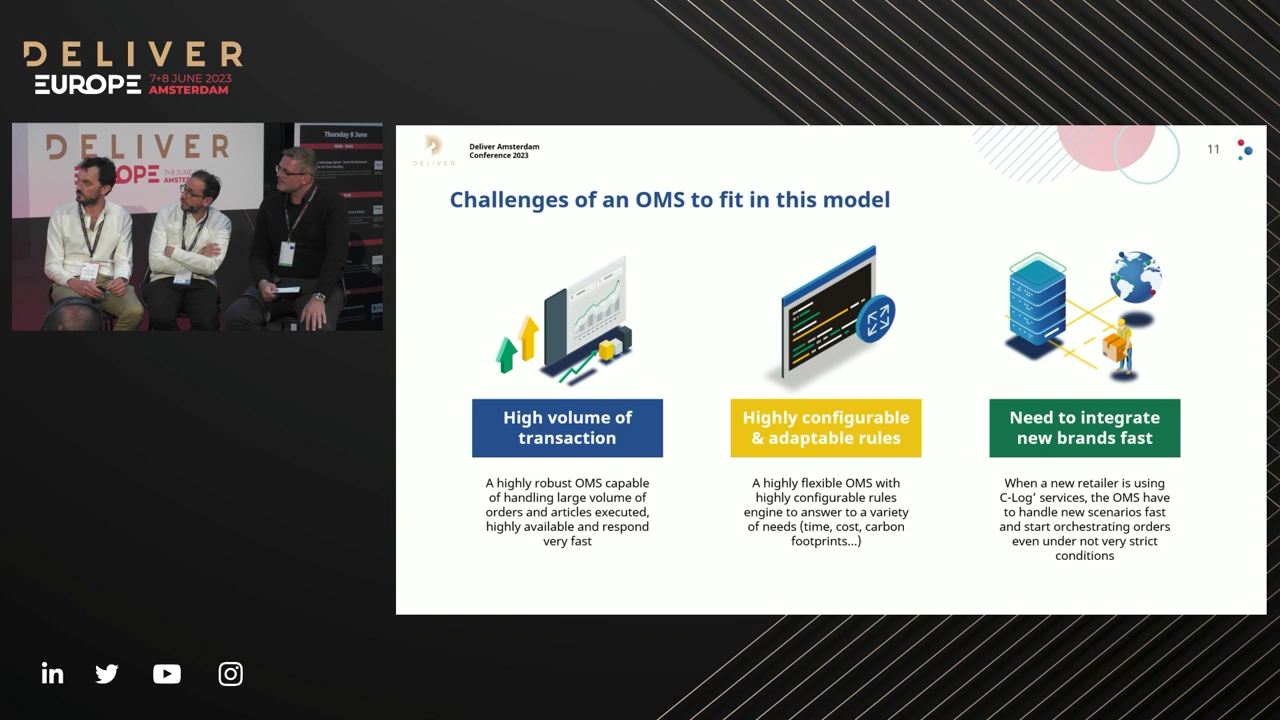 DELIVER
EUROPE 7+8 JUNE 2023
AMSTERDAM
DELIVER
EUROPE
Thursday 8 June
DELIVER
Deliver Amsterdam
Conference 2023
11
Challenges of an OMS to fit in this model
High volume of
transaction
A highly robust OMS capable
of handling large volume of
orders and articles executed,
highly available and respond
very fast
Highly configurable
& adaptable rules
A highly flexible OMS with
highly configurable rules
engine to answer to a variety
of needs (time, cost, carbon
footprints...)
Need to integrate
new brands fast
When a new retailer is using
C-Log’ services, the OMS have
to handle new scenarios fast
and start orchestrating orders
even under not very strict
conditions
in